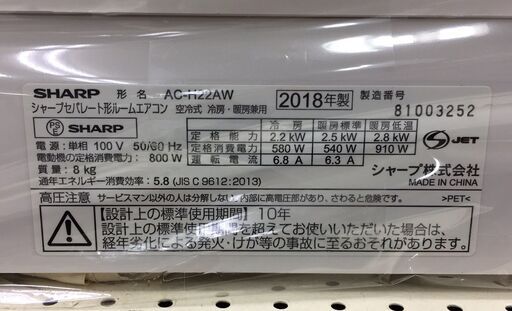 SHARP 形名 AC-H22AW 2018年製 製造番号
シャープセパレート形ルームエアコン 空冷式 冷房・暖房兼用 81003252
PSE SHARP 冷房 暖房標準 暖房低温
定格能力 2.2kW 2.5kW 2.8kW
電源:単相 100 V 50/60 Hz 定格消費電力 580 W 540 W 910 W S JET
電動機の定格消費電力: 800 W 運転電流 6.8 A 6.3 A
質量:8 kg シャープ株式会社
通年エネルギー消費効率:5.8 (JIS C 9612:2013) MADE IN CHINA
高圧注意 サービスマン以外の人は分解しない。内部に高電圧部があり、さわると危険です。 >PET<
【設計上の標準使用期間】10年
設計上の標準使用期間を超えてお使いいただいた場合は、
経年劣化による発火・けが等の事故に至るおそれがあります。